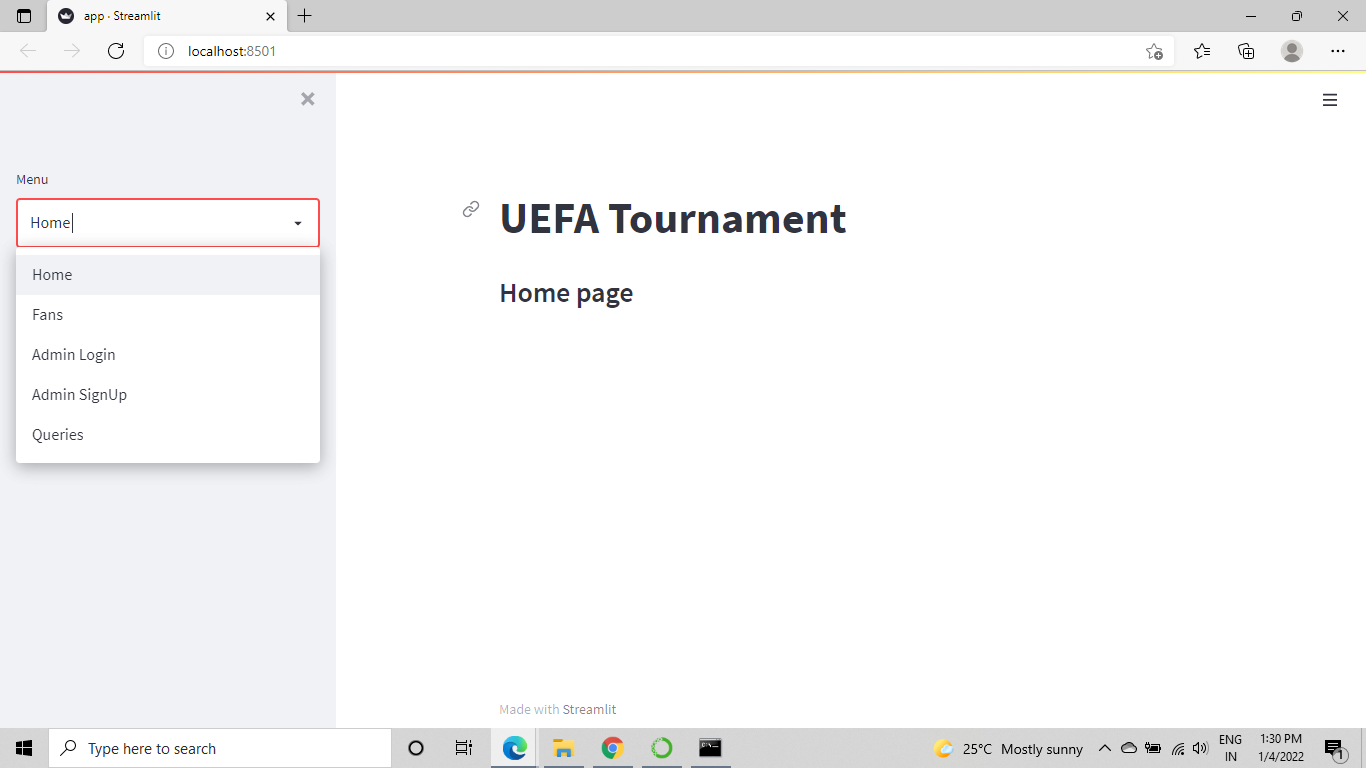 app · Streamlit
localhost:8501
Menu
Home
Home
Fans
Admin Login
Admin SignUp
Queries
UEFA Tournament
Home page
Made with Streamlit
Type here to search
25°C Mostly sunny
ENG
IN
1:30 PM
1/4/2022
1